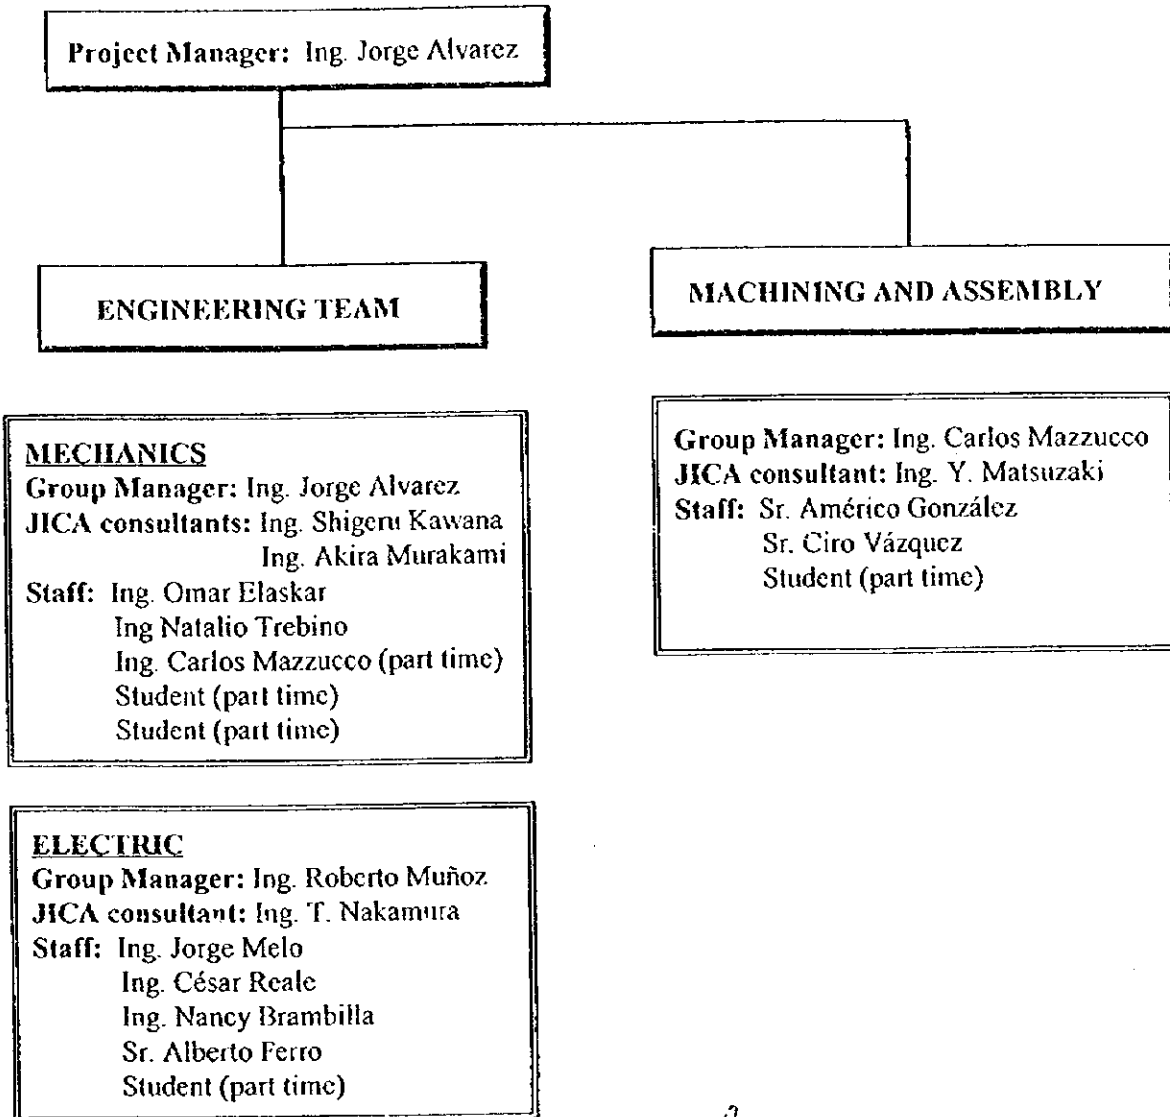 Project Manager: Ing. Jorge Alvarez
ENGINEERING TEAM
MECHANICS
Group Manager: Ing. Jorge Alvarez
JICA consultants: Ing. Shigeru Kawana
Ing. Akira Murakami
Staff: Ing. Omar Elaskar
Ing Natalio Trebino
Ing. Carlos Mazzucco (part time)
Student (part time)
Student (part time)
ELECTRIC
Group Manager: Ing. Roberto Muñoz
JICA consultant: Ing. T. Nakamura
Staff: Ing. Jorge Melo
Ing. César Reale
Ing. Nancy Brambilla
Sr. Alberto Ferro
Student (part time)
MACHINING AND ASSEMBLY
Group Manager: Ing. Carlos Mazzucco
JICA consultant: Ing. Y. Matsuzaki
Staff: Sr. Américo González
Sr. Ciro Vázquez
Student (part time)